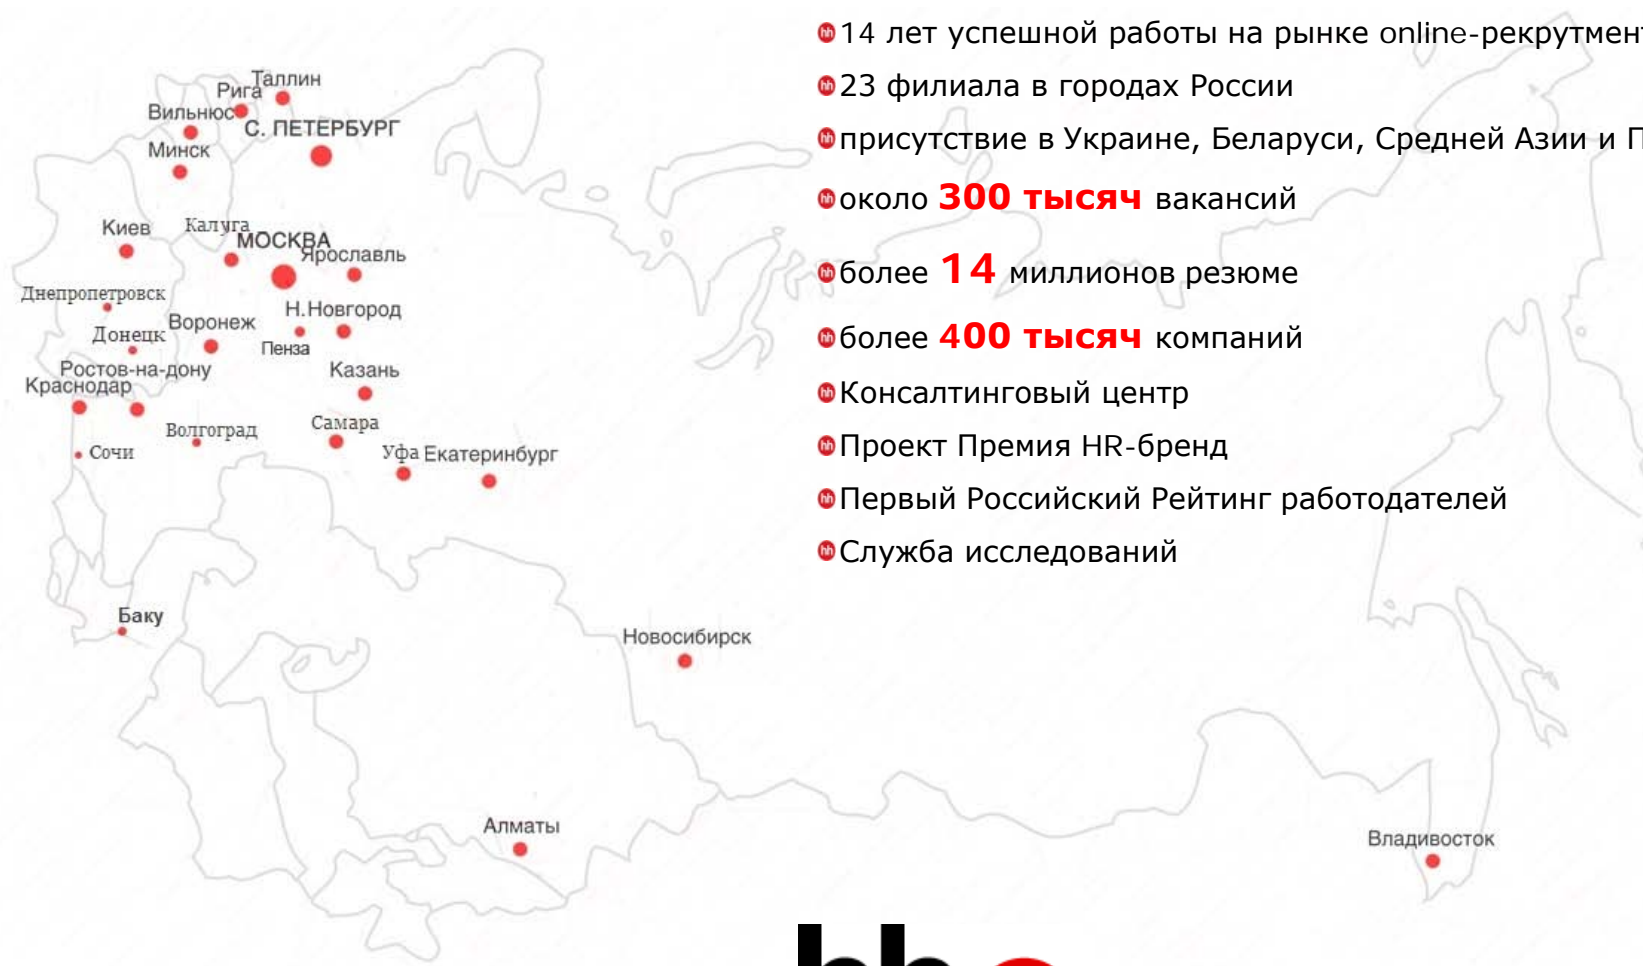 14 лет успешной работы на рынке online-рекрутмент
23 филиала в городах России
присутствие в Украине, Беларуси, Средней Азии и П
около 300 тысяч вакансий
более 14 миллионов резюме
более 400 тысяч компаний
Консалтинговый центр
Проект Премия HR-бренд
Первый Российский Рейтинг работодателей
Служба исследований
Таллин
Рига
Вильнюс
С. ПЕТЕРБУРГ
Минск
Киев
Калуга
МОСКВА
Ярославль
Днепропетровск
Н.Новгород
Воронеж
Донецк
Пенза
Ростов-на-дону
Казань
Краснодар
Самара
Волгоград
Сочи
Уфа
Екатеринбург
Баку
Новосибирск
Алматы
Владивосток
hh